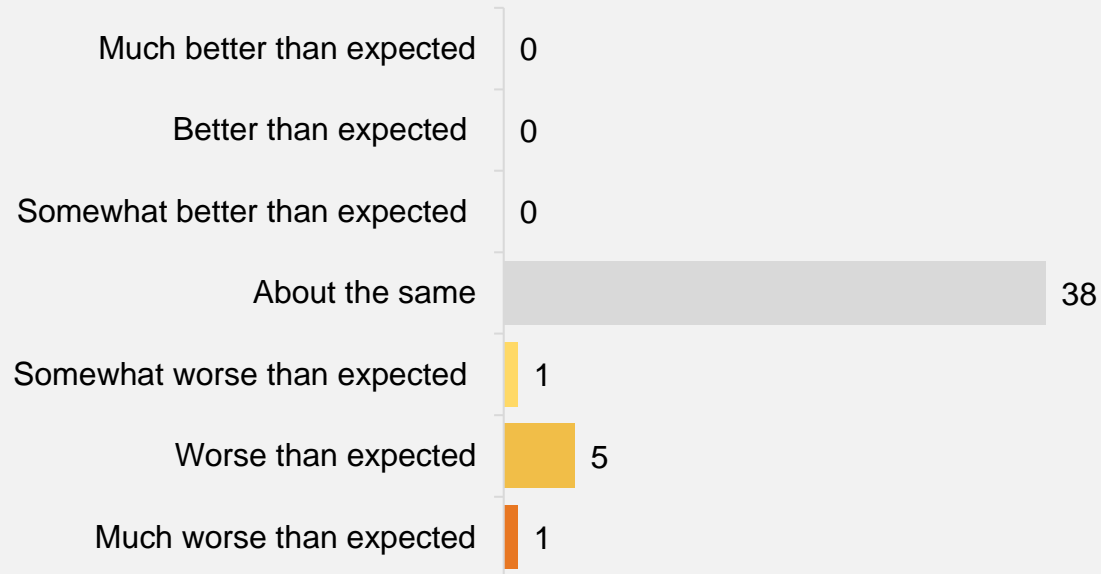 Much better than expected 0
Better than expected 0
Somewhat better than expected 0
About the same 38
Somewhat worse than expected 1
Worse than expected 5
Much worse than expected 1